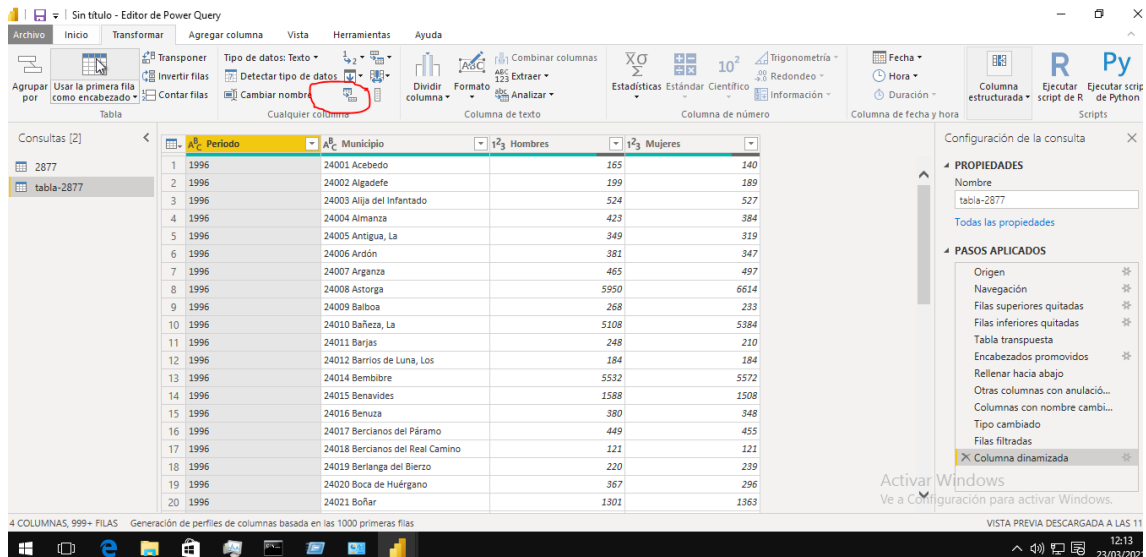 Sin título - Editor de Power Query
Archivo Inicio Transformar Agregar columna Vista Herramientas Ayuda
Agrupar por
Usar la primera fila como encabezado
Transponer
Invertir filas
Contar filas
Tabla
Tipo de datos: Texto
Detectar tipo de datos
Cambiar nombre
Cualquier columna
Dividir columna
Formato
Combinar columnas
Extraer
Analizar
Columna de texto
Estadísticas Estándar Científico
Trigonometría
Redondeo
Información
Columna de número
Fecha
Hora
Duración
Columna de fecha y hora
Columna estructurada
Ejecutar script de R
Ejecutar scrip de Python
Scripts
Consultas [2]
2877
tabla-2877
Periodo Municipio Hombres Mujeres
1 1996 24001 Acebedo 165 140
2 1996 24002 Algadefe 199 189
3 1996 24003 Alija del Infantado 524 527
4 1996 24004 Almanza 423 384
5 1996 24005 Antigua, La 349 319
6 1996 24006 Ardón 381 347
7 1996 24007 Arganza 465 497
8 1996 24008 Astorga 5950 6614
9 1996 24009 Balboa 268 233
10 1996 24010 Bañeza, La 5108 5384
11 1996 24011 Barjas 248 210
12 1996 24012 Barrios de Luna, Los 184 184
13 1996 24014 Bembibre 5532 5572
14 1996 24015 Benavides 1588 1508
15 1996 24016 Benuza 380 348
16 1996 24017 Bercianos del Páramo 449 455
17 1996 24018 Bercianos del Real Camino 121 121
18 1996 24019 Berlanga del Bierzo 220 239
19 1996 24020 Boca de Huérgano 367 296
20 1996 24021 Boñar 1301 1363
Configuración de la consulta
PROPIEDADES
Nombre
tabla-2877
Todas las propiedades
PASOS APLICADOS
Origen
Navegación
Filas superiores quitadas
Filas inferiores quitadas
Tabla transpuesta
Encabezados promovidos
Rellenar hacia abajo
Otras columnas con anulació...
Columnas con nombre cambi...
Tipo cambiado
Filas filtradas
Columna dinamizada
Activar Windows
Ve a Configuración para activar Windows.
4 COLUMNAS, 999+ FILAS Generación de perfiles de columnas basada en las 1000 primeras filas
VISTA PREVIA DESCARGADA A LAS 11
12:13